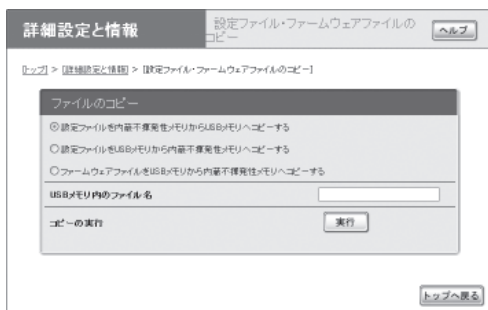 詳細設定と情報
設定ファイル・ファームウェアファイルの
コピー
ヘルプ
[トップ] > [詳細設定と情報] > [設定ファイル・ファームウェアファイルのコピー]
ファイルのコピー
設定ファイルを内蔵不揮発性メモリからUSBメモリへコピーする
設定ファイルをUSBメモリから内蔵不揮発性メモリへコピーする
ファームウェアファイルをUSBメモリから内蔵不揮発性メモリへコピーする
USBメモリ内のファイル名
コピーの実行
実行
トップへ戻る